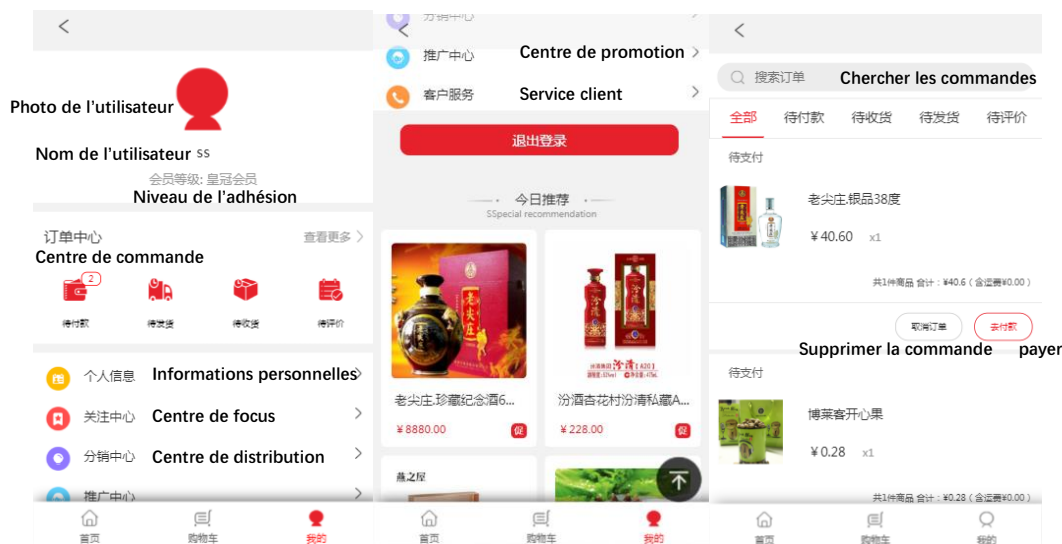 Photo de l'utilisateur
Nom de l'utilisateur ss
会员等级: 皇冠会员
Niveau de l'adhésion
订单中心
查看更多
Centre de commande
2
待付款
待发货
待收货
待评价
个人信息 Informations personnelles
关注中心 Centre de focus
分销中心 Centre de distribution
推广中心
首页
购物车
我的
分销中心
推广中心 Centre de promotion
客户服务 Service client
退出登录
今日推荐
SSpecial recommendation
老尖庄
汾清
老尖庄.珍藏纪念酒6...
¥8880.00
促
汾酒杏花村汾清私藏A...
¥228.00
促
燕之屋
首页
购物车
我的
搜索订单 Chercher les commandes
全部
待付款
待收货
待发货
待评价
待支付
老尖庄.银品38度
¥40.60 x1
共1件商品 合计：¥40.6（含运费¥0.00）
取消订单
去付款
Supprimer la commande
payer
待支付
博莱客开心果
¥0.28 x1
共1件商品 合计：¥0.28（含运费¥0.00）
首页
购物车
我的